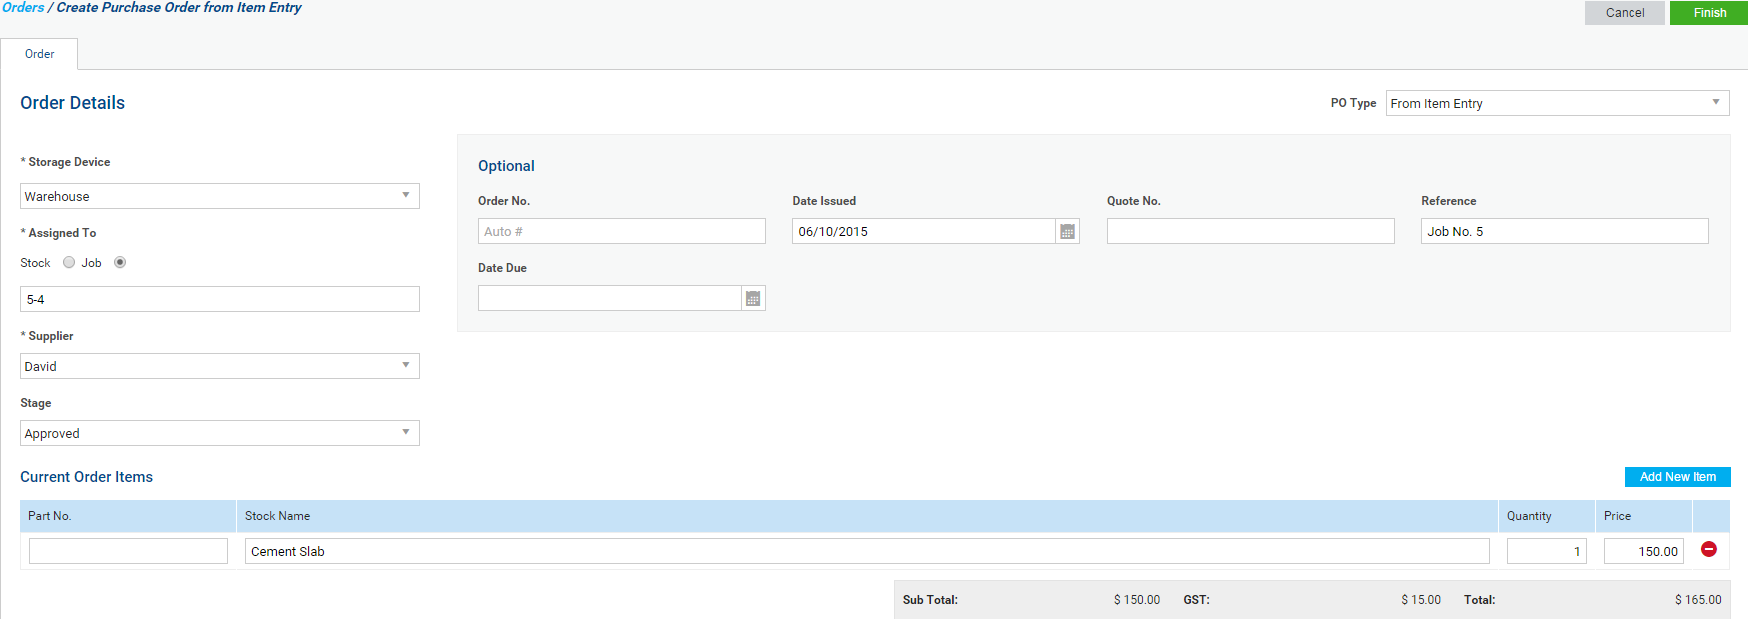 Orders / Create Purchase Order from Item Entry
Cancel
Finish
Order
Order Details
PO Type From Item Entry
* Storage Device
Warehouse
* Assigned To
Stock Job
5-4
* Supplier
David
Stage
Approved
Optional
Order No. Date Issued Quote No. Reference
Auto # 06/10/2015 Job No. 5
Date Due
Current Order Items
Add New Item
Part No. Stock Name Quantity Price
Cement Slab 1 150.00
Sub Total: $ 150.00 GST: $ 15.00 Total: $ 165.00